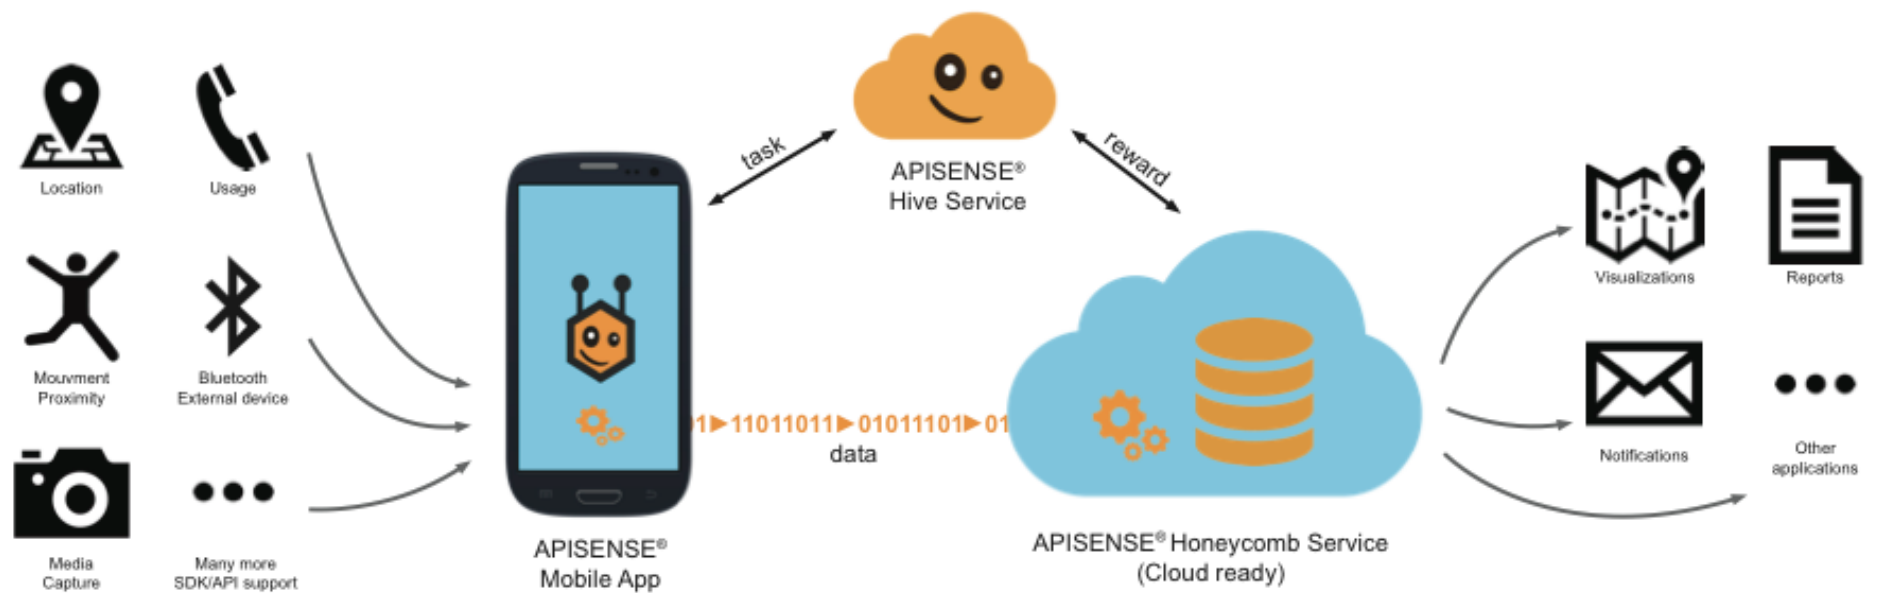 Location
Usage
Mouvment
Proximity
Bluetooth
External device
Media
Capture
Many more
SDK/API support
APISENSE®
Mobile App
task
APISENSE®
Hive Service
reward
1▶11011011▶01011101▶01
data
APISENSE® Honeycomb Service
(Cloud ready)
Visualizations
Reports
Notifications
Other
applications